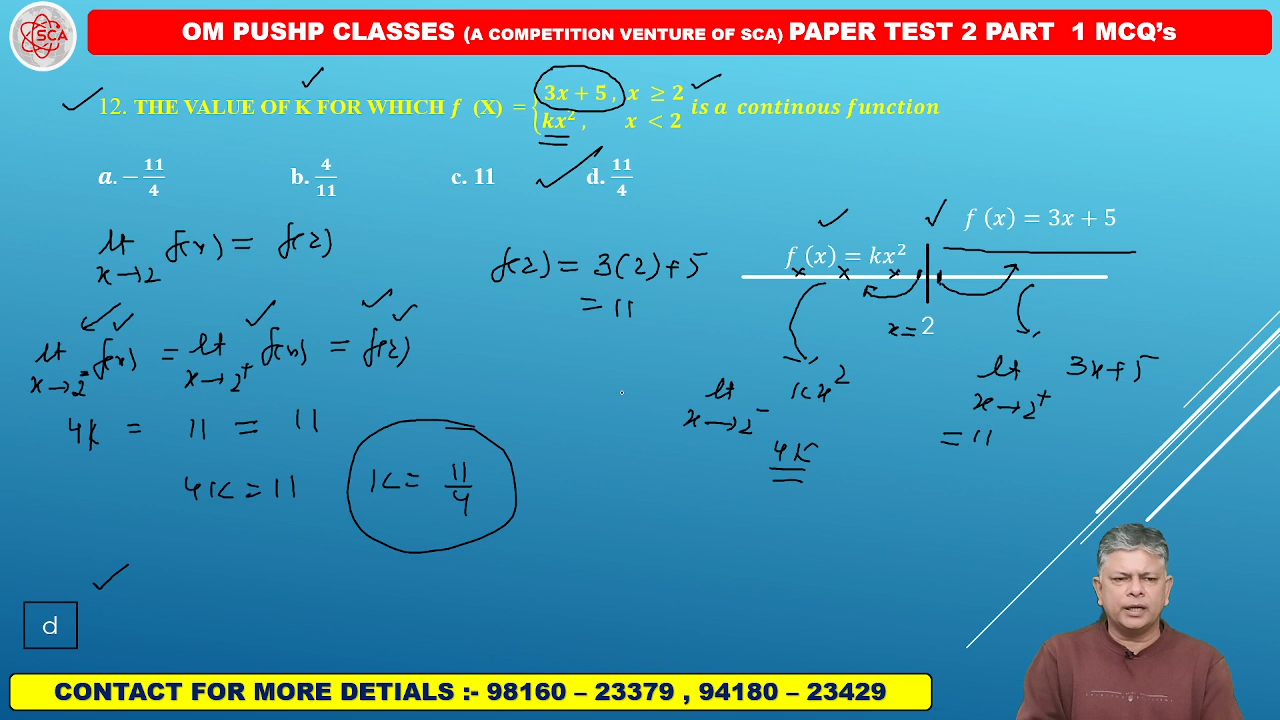 SCA
OM PUSHP CLASSES (A COMPETITION VENTURE OF SCA) PAPER TEST 2 PART 1 MCQ's
12. THE VALUE OF K FOR WHICH f (X) = {3x + 5 , x ≥ 2
kx² , x < 2 is a continous function
a. −11/4 b. 4/11 c. 11 d. 11/4
f (x) = 3x + 5
f (x) = kx²
x = 2
lt x→2 f(x) = f(2)
f(2) = 3(2)+5
= 11
lt x→2⁻ f(x) = lt x→2⁺ f(x) = f(2)
4K = 11 = 11
4K = 11
K = 11/4
lt x→2⁻ Kx²
4K
lt x→2⁺ 3x+5
= 11
d
CONTACT FOR MORE DETIALS :- 98160 – 23379 , 94180 – 23429